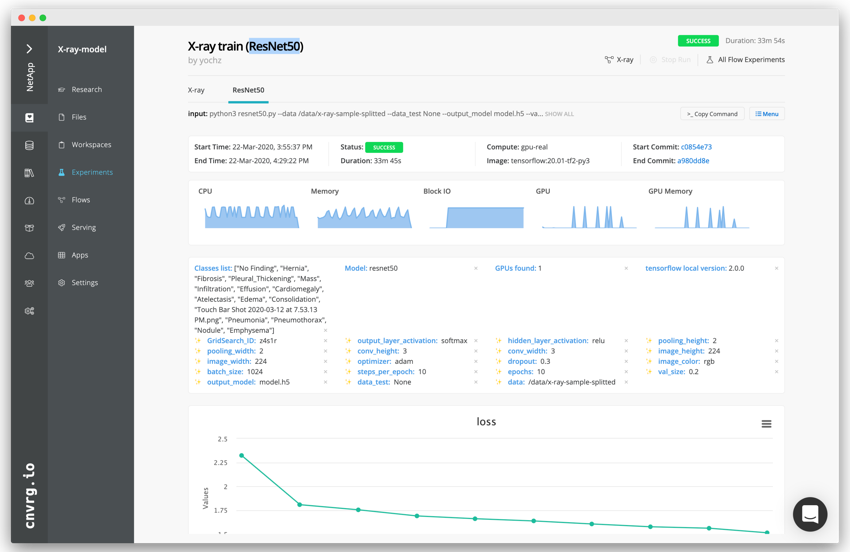 NetApp
cnvrg.io
X-ray-model
Research
Files
Workspaces
Experiments
Flows
Serving
Apps
Settings
X-ray train (ResNet50)
by yochz
SUCCESS Duration: 33m 54s
X-ray Stop Run All Flow Experiments
X-ray ResNet50
input: python3 resnet50.py --data /data/x-ray-sample-splitted --data_test None --output_model model.h5 --va... SHOW ALL
>_ Copy Command Menu
Start Time: 22-Mar-2020, 3:55:37 PM Status: SUCCESS Compute: gpu-real Start Commit: c0854e73
End Time: 22-Mar-2020, 4:29:22 PM Duration: 33m 45s Image: tensorflow:20.01-tf2-py3 End Commit: a980dd8e
CPU Memory Block IO GPU GPU Memory
Classes list: ["No Finding", "Hernia", Model: resnet50 × GPUs found: 1 × tensorflow local version: 2.0.0 ×
"Fibrosis", "Pleural_Thickening", "Mass",
"Infiltration", "Effusion", "Cardiomegaly",
"Atelectasis", "Edema", "Consolidation",
"Touch Bar Shot 2020-03-12 at 7.53.13
PM.png", "Pneumonia", "Pneumothorax",
"Nodule", "Emphysema"] ×
GridSearch_ID: z4s1r × output_layer_activation: softmax × hidden_layer_activation: relu × pooling_height: 2 ×
pooling_width: 2 × conv_height: 3 × conv_width: 3 × image_height: 224 ×
image_width: 224 × optimizer: adam × dropout: 0.3 × image_color: rgb ×
batch_size: 1024 × steps_per_epoch: 10 × epochs: 10 × val_size: 0.2 ×
output_model: model.h5 × data_test: None × data: /data/x-ray-sample-splitted ×
loss
2.5
2.25
2
1.75
1.5
Values